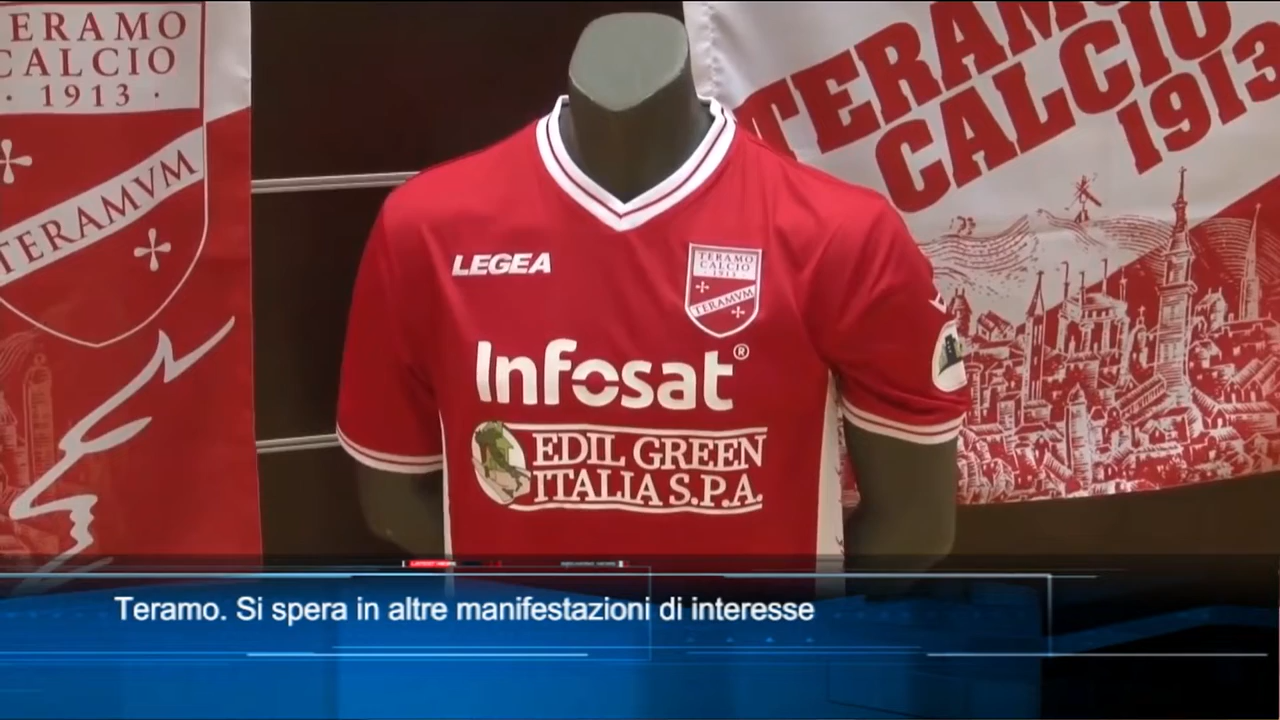 TERAMO
CALCIO
· 1913 ·
TERAMVM
TERAMO
CALCIO
1913
LEGEA
TERAMO
CALCIO
1913
TERAMVM
Infosat®
EDIL GREEN
ITALIA S.P.A.
Teramo. Si spera in altre manifestazioni di interesse